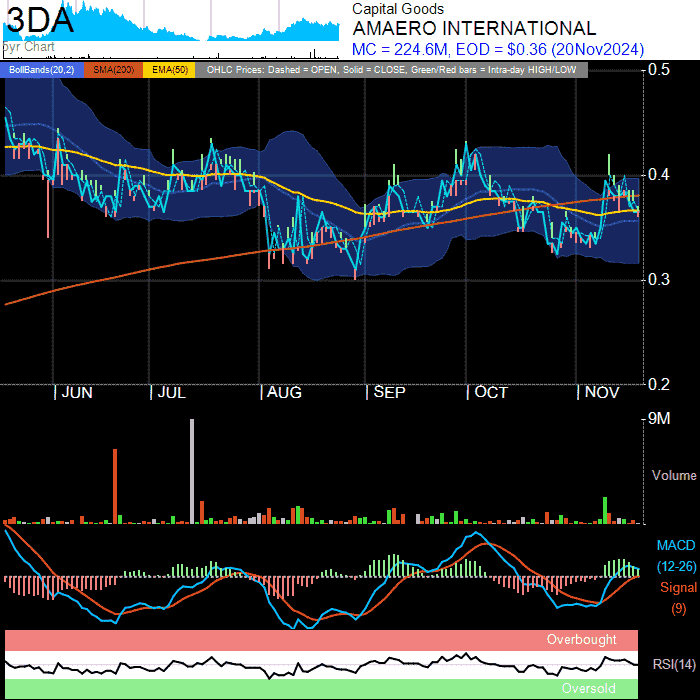 3DA
5yr Chart
Capital Goods
AMAERO INTERNATIONAL
MC = 224.6M, EOD = $0.36 (20Nov2024)
BollBands(20,2) SMA(200) EMA(50) OHLC Prices: Dashed = OPEN, Solid = CLOSE, Green/Red bars = Intra-day HIGH/LOW
0.5
0.4
0.3
0.2
| JUN | JUL | AUG | SEP | OCT | NOV
9M
Volume
MACD
(12-26)
Signal
(9)
Overbought
RSI(14)
Oversold